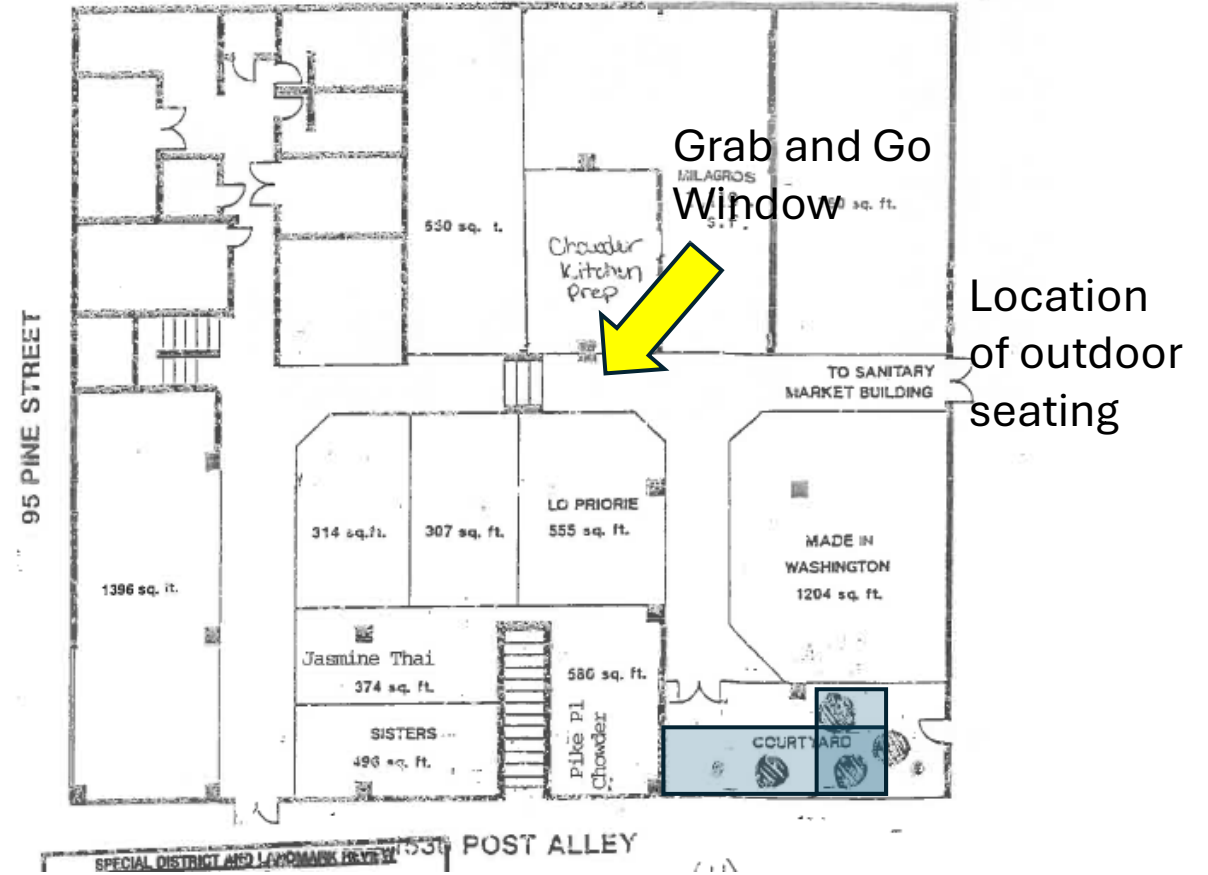 Grab and Go
Window
MILAGROS
S.F.
sq. ft.
550 sq. t.
Chowder
Kitchen
Prep
Location
of outdoor
seating
TO SANITARY
MARKET BUILDING
95 PINE STREET
LO PRIORIE
555 sq. ft.
314 sq.ft.
307 sq. ft.
MADE IN
WASHINGTON
1204 sq. ft.
1396 sq. ft.
Jasmine Thai
374 sq. ft.
580 sq. ft.
Pike Pl
Chowder
SISTERS
496 sq. ft.
COURTYARD
POST ALLEY
SPECIAL DISTRICT AND LANDMARK REVIEW